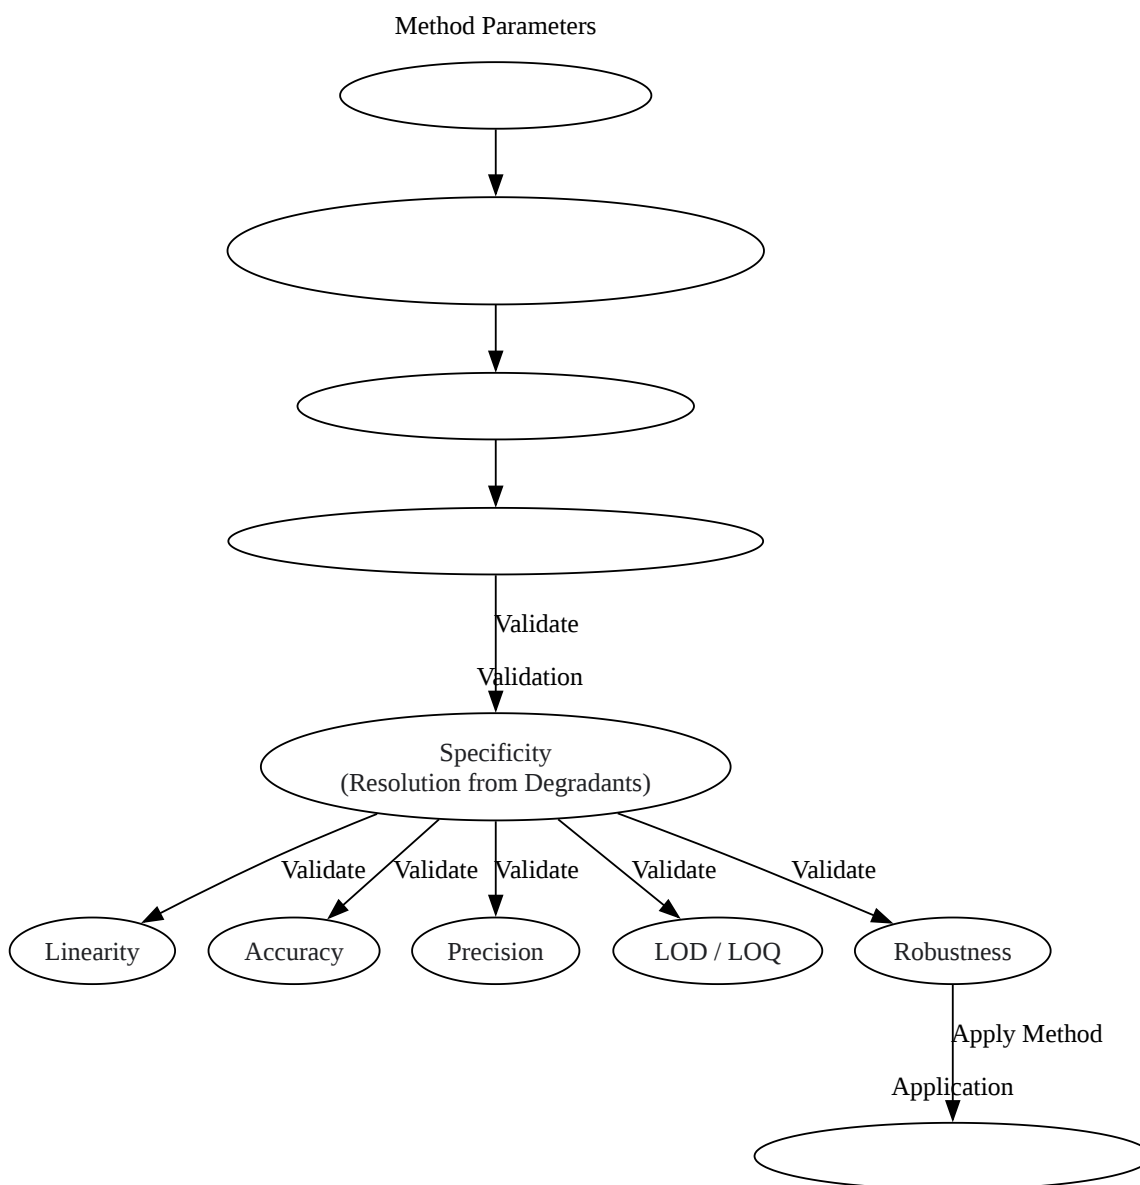 Method Parameters
Validate
Validation
Specificity
(Resolution from Degradants)
Validate
Validate
Validate
Validate
Validate
Linearity
Accuracy
Precision
LOD / LOQ
Robustness
Apply Method
Application